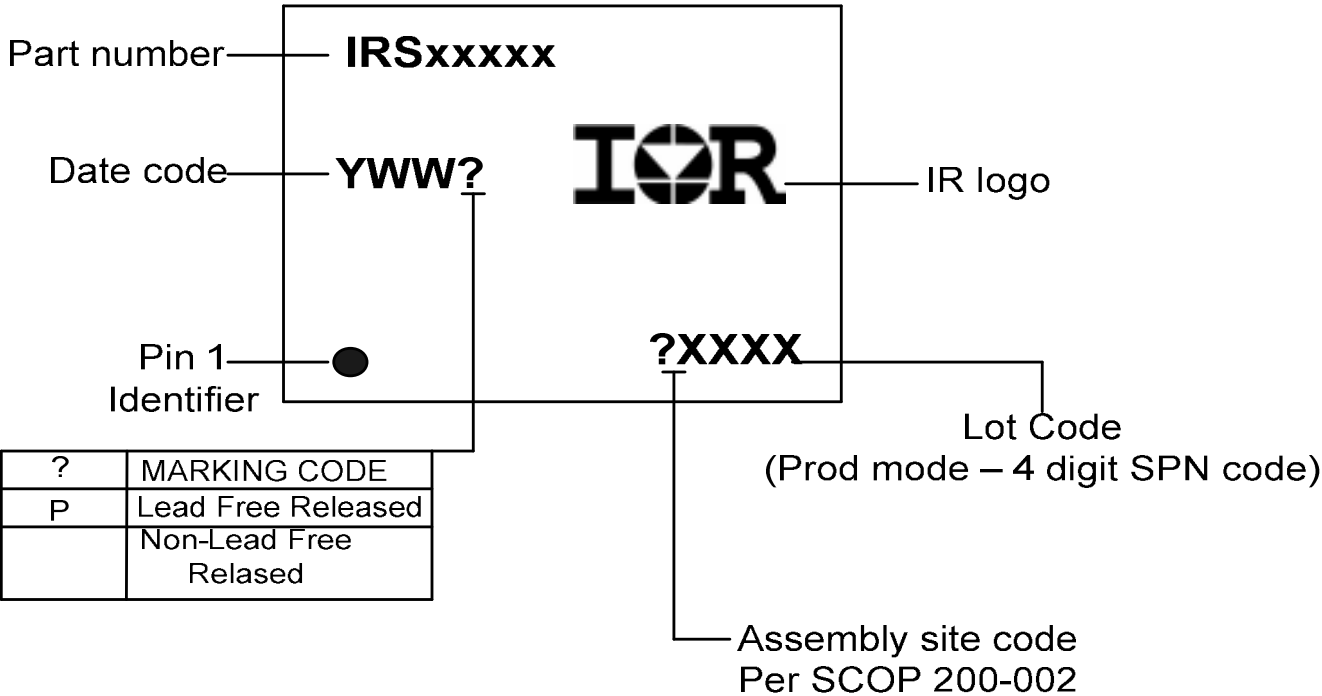 Part number
IRSxxxxx
Date code
YWW?
IOR
IR logo
Pin 1
Identifier
?XXXX
Lot Code
(Prod mode – 4 digit SPN code)
? MARKING CODE
P Lead Free Released
Non-Lead Free
Relased
Assembly site code
Per SCOP 200-002